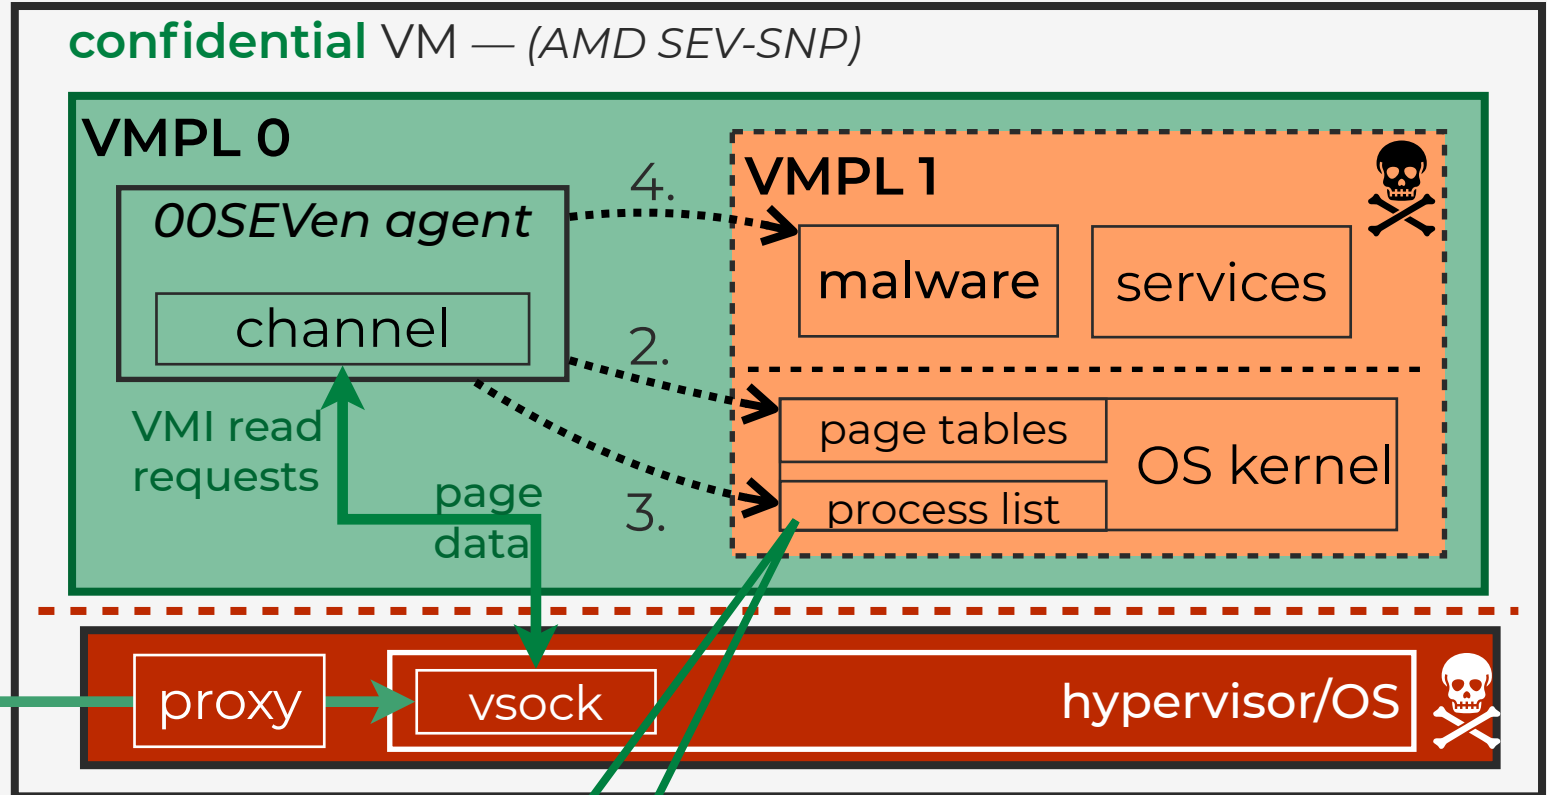 confidential VM — (AMD SEV-SNP)
VMPL 0
00SEVen agent
channel
VMI read
requests
page
data
4.
2.
3.
VMPL 1
malware
services
page tables
process list
OS kernel
proxy
vsock
hypervisor/OS